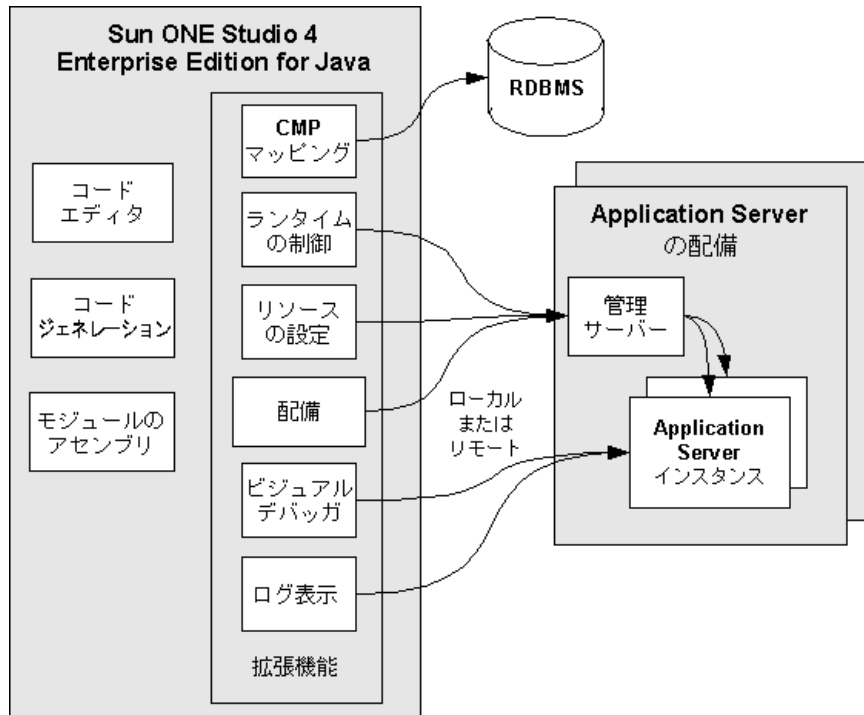 Sun ONE Studio 4
Enterprise Edition for Java
コード
エディタ
コード
ジェネレーション
モジュールの
アセンブリ
CMP
マッピング
ランタイム
の制御
リソース
の設定
配備
ビジュアル
デバッガ
ログ表示
拡張機能
RDBMS
ローカル
または
リモート
Application Server
の配備
管理
サーバー
Application
Server
インスタンス